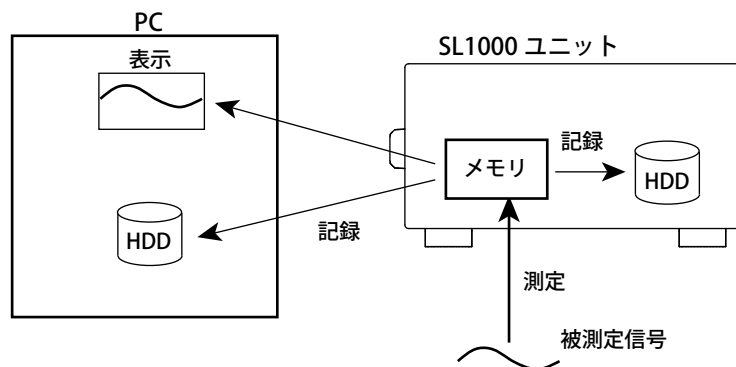 PC
表示
HDD
記録
SL1000 ユニット
メモリ
記録
HDD
測定
被測定信号